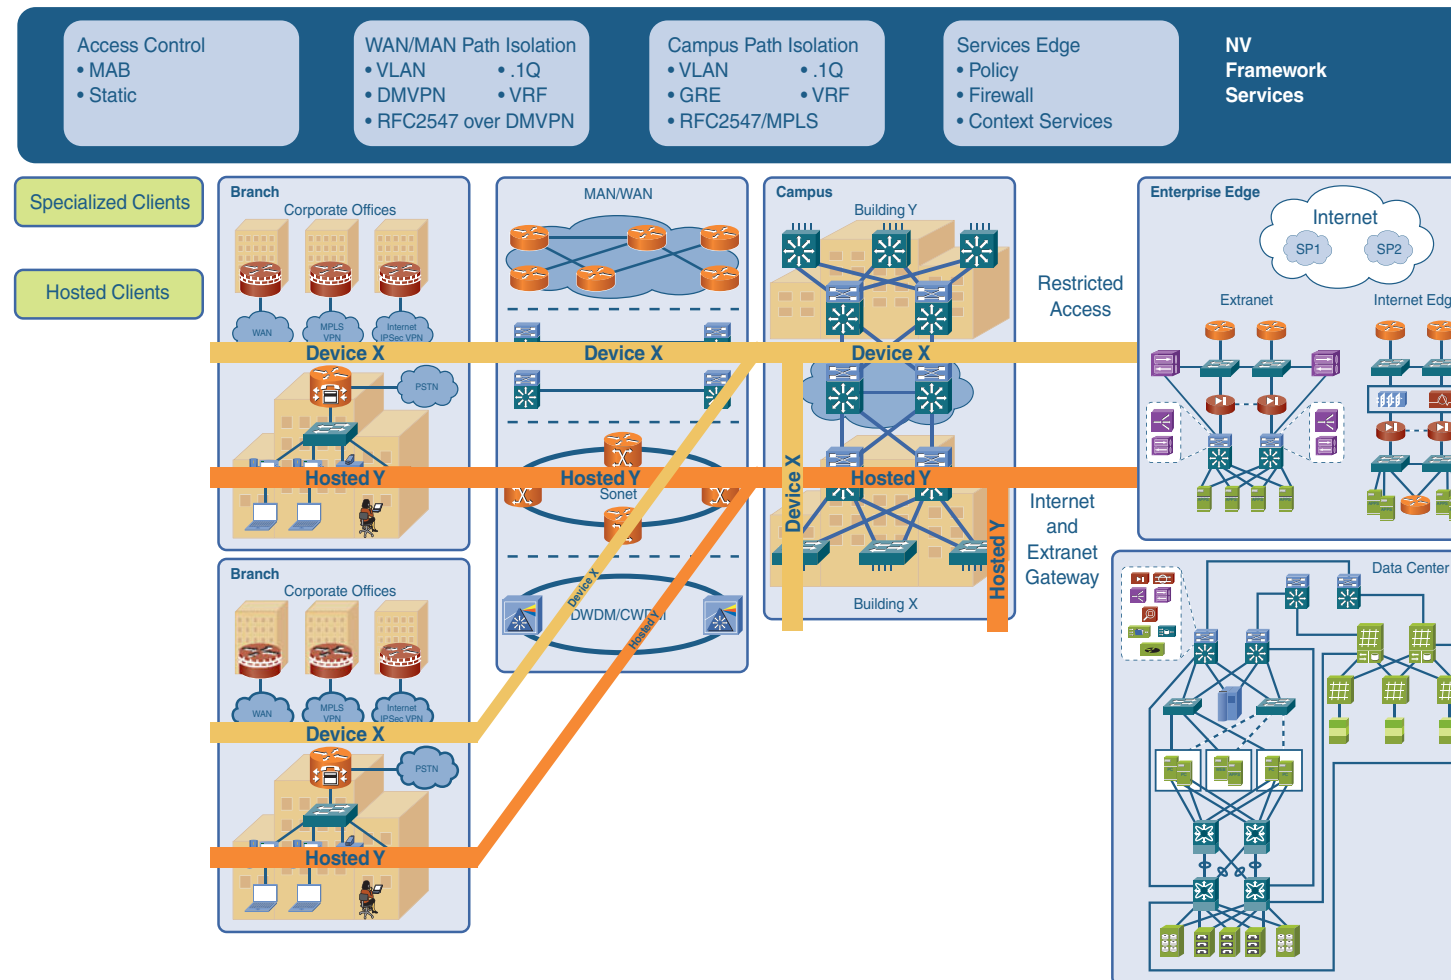 Access Control
• MAB
• Static
WAN/MAN Path Isolation
• VLAN • .1Q
• DMVPN • VRF
• RFC2547 over DMVPN
Campus Path Isolation
• VLAN • .1Q
• GRE • VRF
• RFC2547/MPLS
Services Edge
• Policy
• Firewall
• Context Services
NV
Framework
Services
Specialized Clients
Hosted Clients
Branch
Corporate Offices
WAN
MPLS
VPN
Internet
IPSec VPN
Device X
PSTN
Hosted Y
Branch
Corporate Offices
WAN
MPLS
VPN
Internet
IPSec VPN
Device X
PSTN
Hosted Y
MAN/WAN
Device X
Hosted Y
Sonet
Device X
Hosted Y
Campus
Building Y
Device X
Device X
Hosted Y
Hosted Y
Building X
Restricted
Access
Internet
and
Extranet
Gateway
Enterprise Edge
Internet
SP1
SP2
Extranet
Internet Edg
Data Center